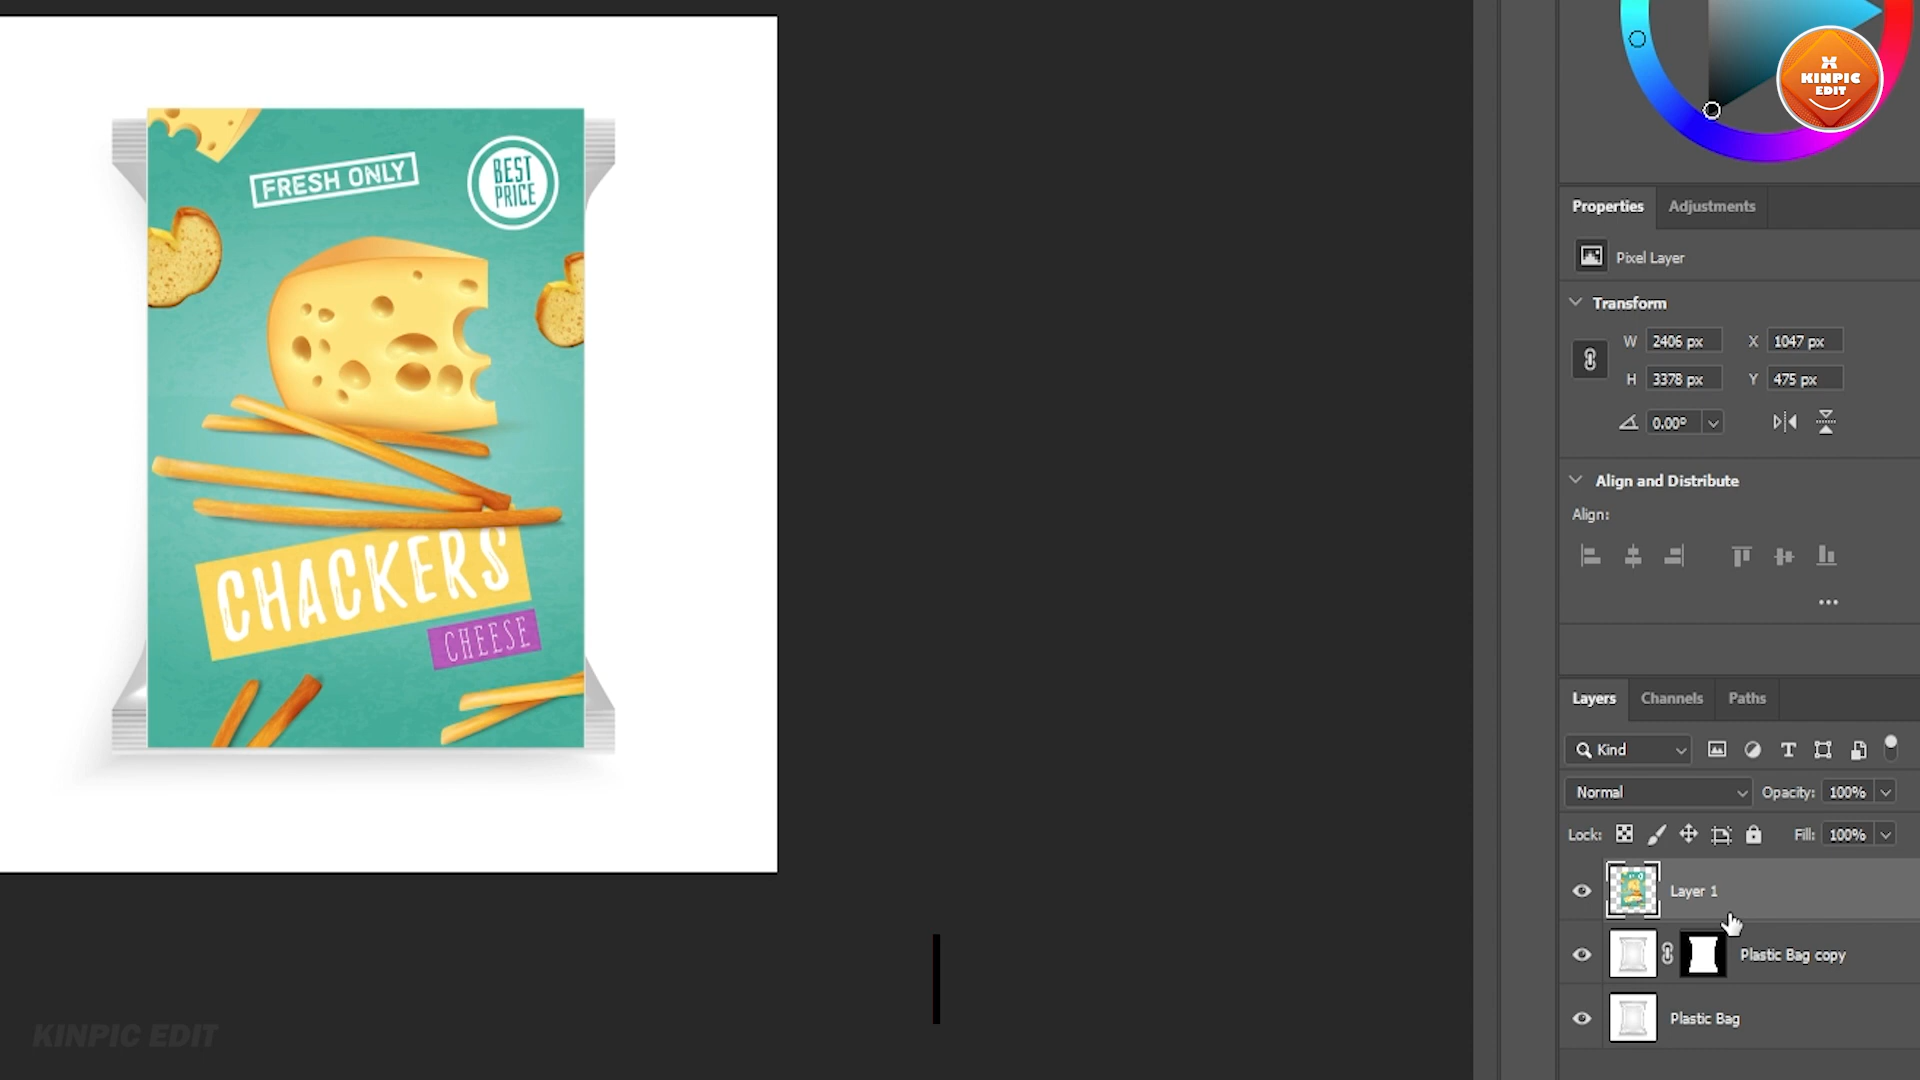 KINPIC
EDIT
FRESH ONLY
BEST
PRICE
CHACKERS
CHEESE
Properties
Adjustments
Pixel Layer
Transform
W 2406 px X 1047 px
H 3378 px Y 475 px
0.00º
Align and Distribute
Align:
Layers Channels Paths
Kind
Normal Opacity: 100%
Lock: Fill: 100%
Layer 1
Plastic Bag copy
Plastic Bag
KINPIC EDIT